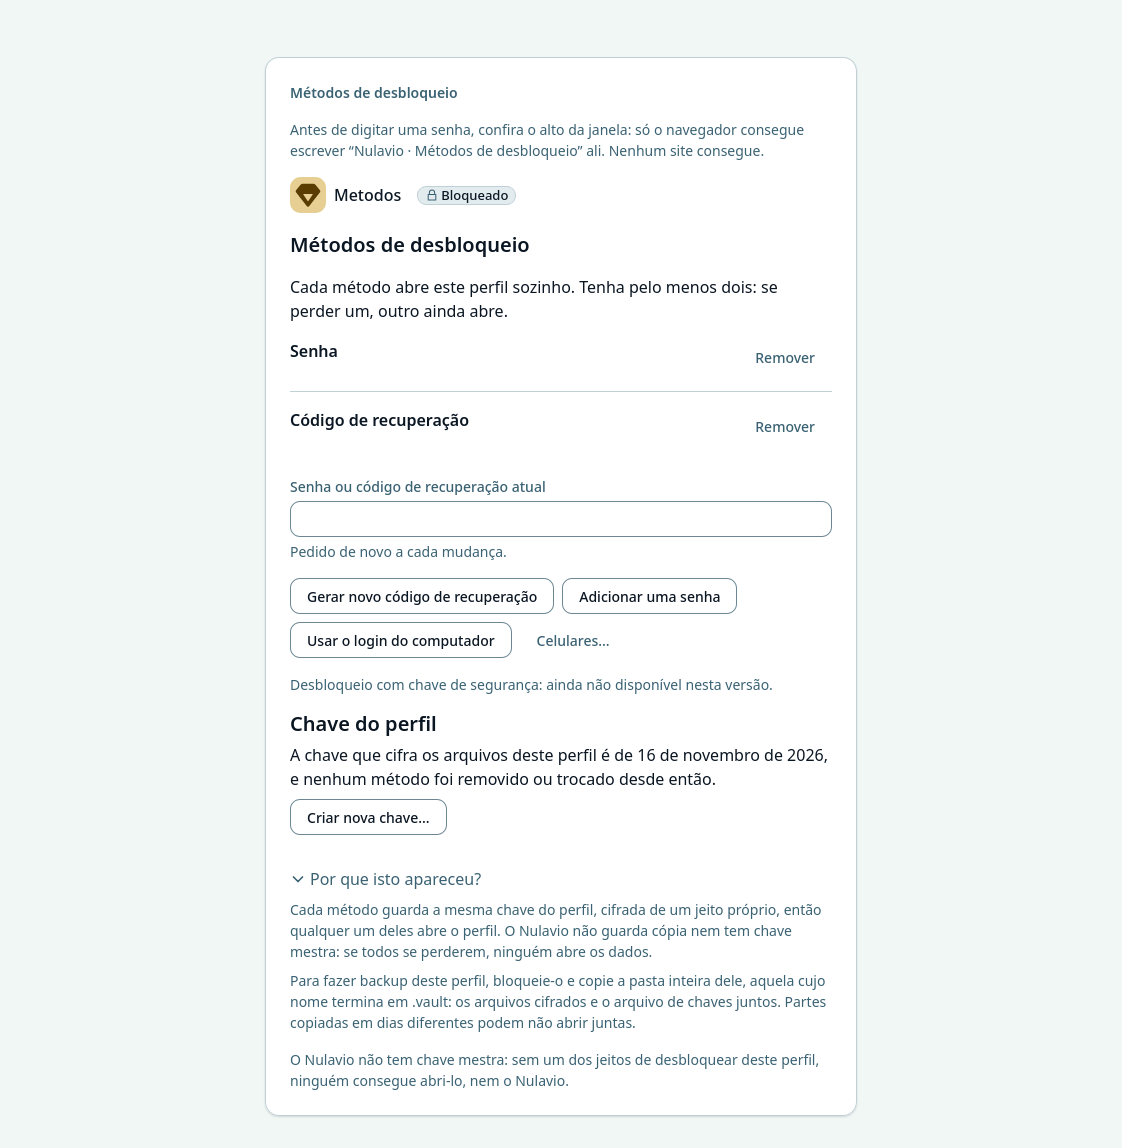 Métodos de desbloqueio
Antes de digitar uma senha, confira o alto da janela: só o navegador consegue
escrever “Nulavio · Métodos de desbloqueio” ali. Nenhum site consegue.
Metodos Bloqueado
Métodos de desbloqueio
Cada método abre este perfil sozinho. Tenha pelo menos dois: se
perder um, outro ainda abre.
Senha Remover
Código de recuperação Remover
Senha ou código de recuperação atual
Pedido de novo a cada mudança.
Gerar novo código de recuperação Adicionar uma senha
Usar o login do computador Celulares…
Desbloqueio com chave de segurança: ainda não disponível nesta versão.
Chave do perfil
A chave que cifra os arquivos deste perfil é de 16 de novembro de 2026,
e nenhum método foi removido ou trocado desde então.
Criar nova chave…
Por que isto apareceu?
Cada método guarda a mesma chave do perfil, cifrada de um jeito próprio, então
qualquer um deles abre o perfil. O Nulavio não guarda cópia nem tem chave
mestra: se todos se perderem, ninguém abre os dados.
Para fazer backup deste perfil, bloqueie-o e copie a pasta inteira dele, aquela cujo
nome termina em .vault: os arquivos cifrados e o arquivo de chaves juntos. Partes
copiadas em dias diferentes podem não abrir juntas.
O Nulavio não tem chave mestra: sem um dos jeitos de desbloquear deste perfil,
ninguém consegue abri-lo, nem o Nulavio.